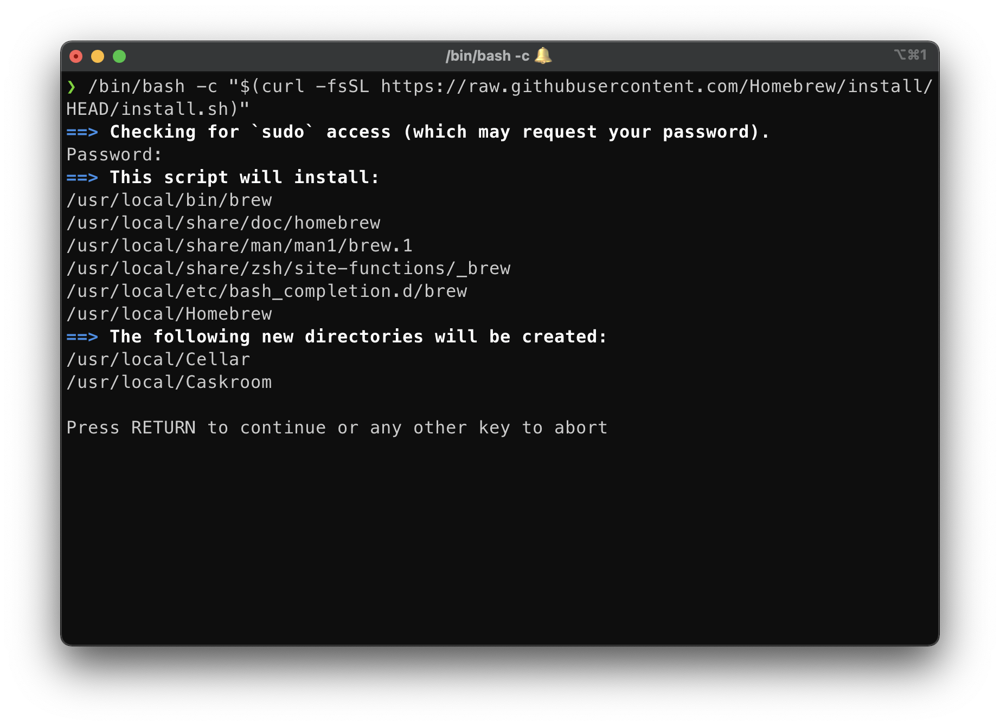 /bin/bash -c 🔔
⌥⌘1
❯ /bin/bash -c "$(curl -fsSL https://raw.githubusercontent.com/Homebrew/install/
HEAD/install.sh)"
==> Checking for `sudo` access (which may request your password).
Password:
==> This script will install:
/usr/local/bin/brew
/usr/local/share/doc/homebrew
/usr/local/share/man/man1/brew.1
/usr/local/share/zsh/site-functions/_brew
/usr/local/etc/bash_completion.d/brew
/usr/local/Homebrew
==> The following new directories will be created:
/usr/local/Cellar
/usr/local/Caskroom
Press RETURN to continue or any other key to abort